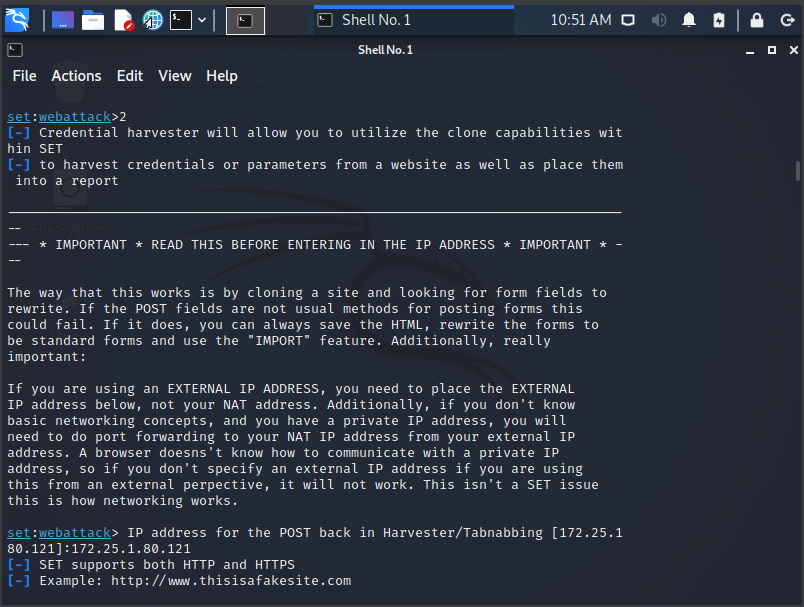 Shell No. 1
10:51 AM
Shell No. 1
File Actions Edit View Help
set:webattack>2
[-] Credential harvester will allow you to utilize the clone capabilities wit
hin SET
[-] to harvest credentials or parameters from a website as well as place them
 into a report
-------------------------------------------------------------------------------
--
--- * IMPORTANT * READ THIS BEFORE ENTERING IN THE IP ADDRESS * IMPORTANT * -
--
The way that this works is by cloning a site and looking for form fields to
rewrite. If the POST fields are not usual methods for posting forms this
could fail. If it does, you can always save the HTML, rewrite the forms to
be standard forms and use the "IMPORT" feature. Additionally, really
important:
If you are using an EXTERNAL IP ADDRESS, you need to place the EXTERNAL
IP address below, not your NAT address. Additionally, if you don't know
basic networking concepts, and you have a private IP address, you will
need to do port forwarding to your NAT IP address from your external IP
address. A browser doesns't know how to communicate with a private IP
address, so if you don't specify an external IP address if you are using
this from an external perpective, it will not work. This isn't a SET issue
this is how networking works.
set:webattack> IP address for the POST back in Harvester/Tabnabbing [172.25.1
80.121]:172.25.1.80.121
[-] SET supports both HTTP and HTTPS
[-] Example: http://www.thisisafakesite.com
File System